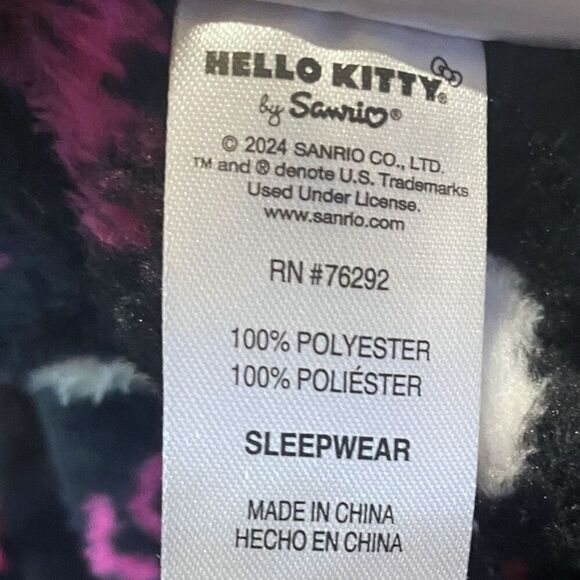 HELLO KITTY®
by Sanrio®
© 2024 SANRIO CO., LTD.
™ and ® denote U.S. Trademarks
Used Under License.
www.sanrio.com
RN #76292
100% POLYESTER
100% POLIÉSTER
SLEEPWEAR
MADE IN CHINA
HECHO EN CHINA